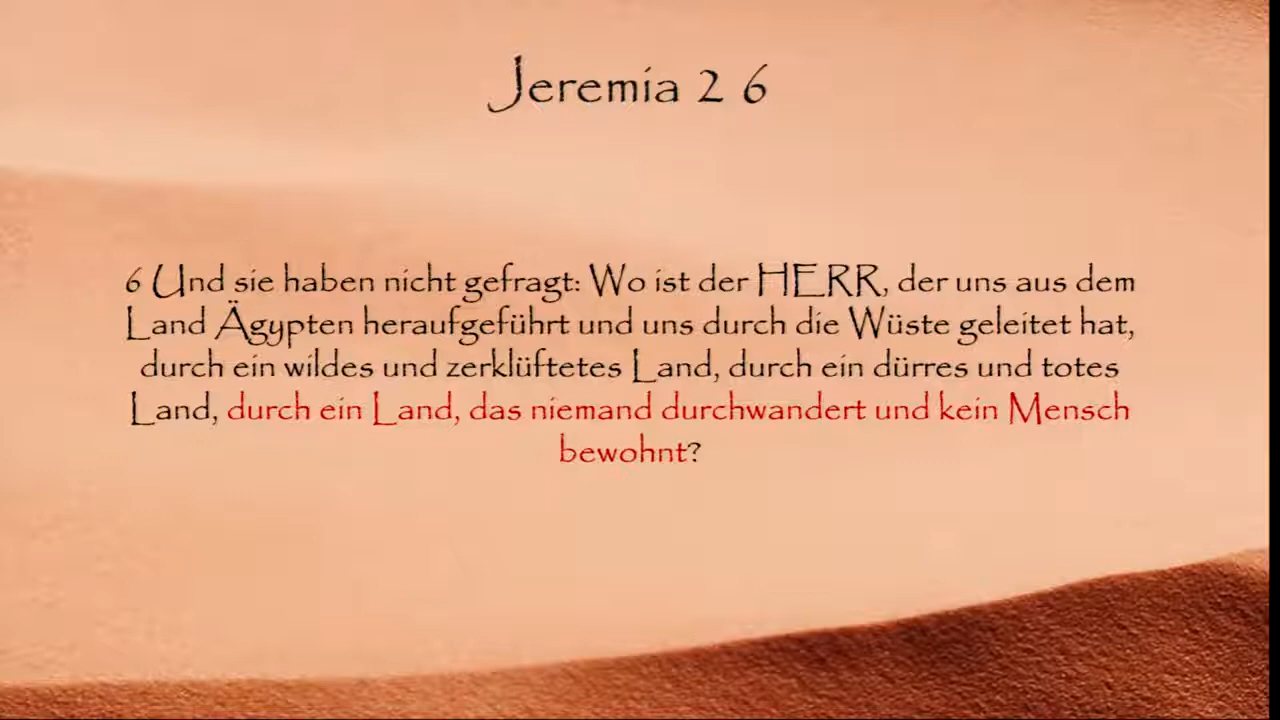 Jeremia 2 6
6 Und sie haben nicht gefragt: Wo ist der HERR, der uns aus dem
Land Ägypten heraufgeführt und uns durch die Wüste geleitet hat,
durch ein wildes und zerklüftetes Land, durch ein dürres und totes
Land, durch ein Land, das niemand durchwandert und kein Mensch
bewohnt?